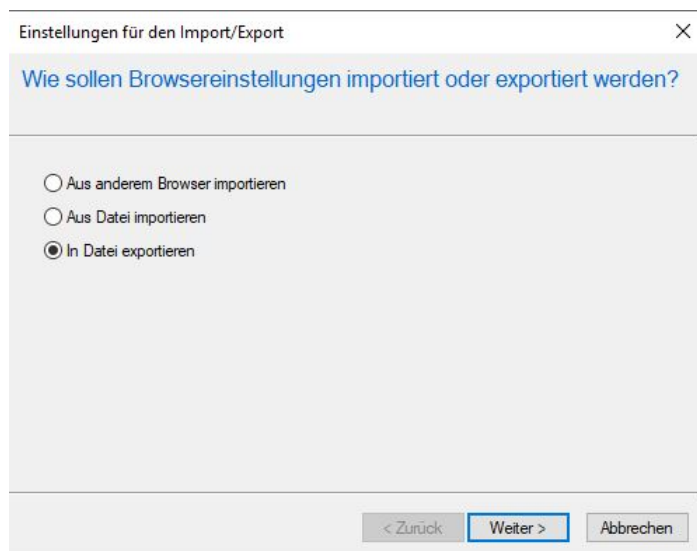 Einstellungen für den Import/Export
Wie sollen Browsereinstellungen importiert oder exportiert werden?
Aus anderem Browser importieren
Aus Datei importieren
In Datei exportieren
< Zurück Weiter > Abbrechen